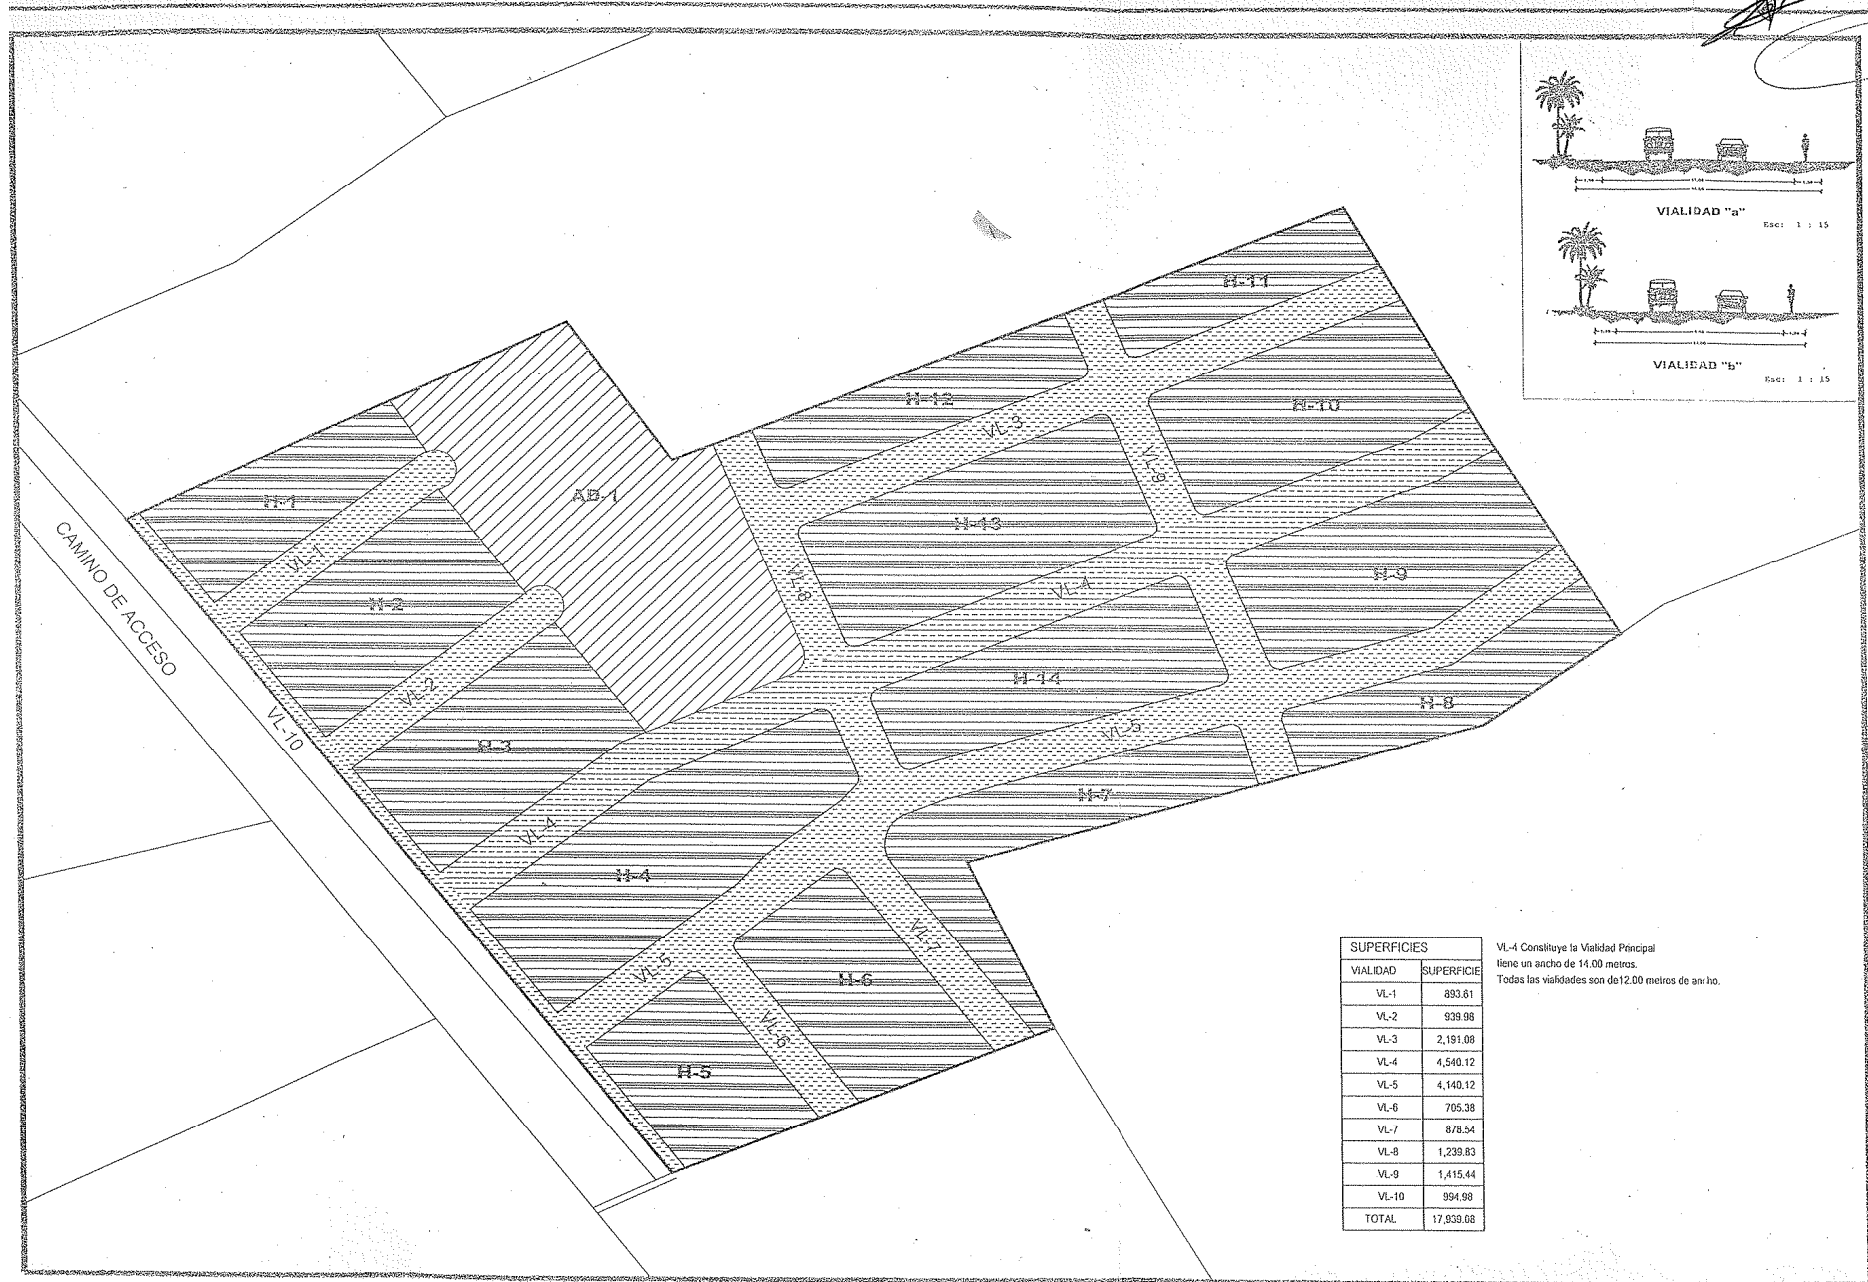 VIALIDAD "a"
Esc: 1 : 15
VIALIDAD "b"
Esc: 1 : 15
H-11
H-12
H-10
VL-3
AD-1
VL-9
H-1
H-13
VL-1
H-9
VL-8
VL-4
H-2
CAMINO DE ACCESO
H-14
VL-2
H-8
VL-10
VL-5
H-3
H-7
VL-4
H-4
VL-7
VL-5
H-6
VL-6
H-5
SUPERFICIES
VIALIDAD SUPERFICIE
VL-1 893.61
VL-2 939.98
VL-3 2,191.08
VL-4 4,540.12
VL-5 4,140.12
VL-6 705.38
VL-7 878.54
VL-8 1,239.83
VL-9 1,415.44
VL-10 994.98
TOTAL 17,939.08
VL-4 Constituye la Vialidad Principal
tiene un ancho de 14.00 metros.
Todas las vialidades son de12.00 metros de ancho.